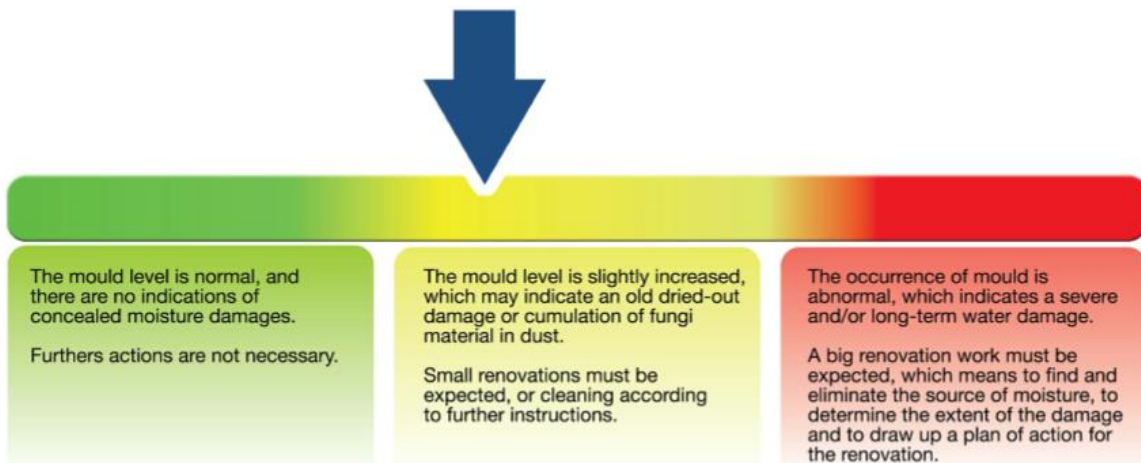 The mould level is normal, and
there are no indications of
concealed moisture damages.
Furthers actions are not necessary.
The mould level is slightly increased,
which may indicate an old dried-out
damage or cumulation of fungi
material in dust.
Small renovations must be
expected, or cleaning according
to further instructions.
The occurrence of mould is
abnormal, which indicates a severe
and/or long-term water damage.
A big renovation work must be
expected, which means to find and
eliminate the source of moisture, to
determine the extent of the damage
and to draw up a plan of action for
the renovation.